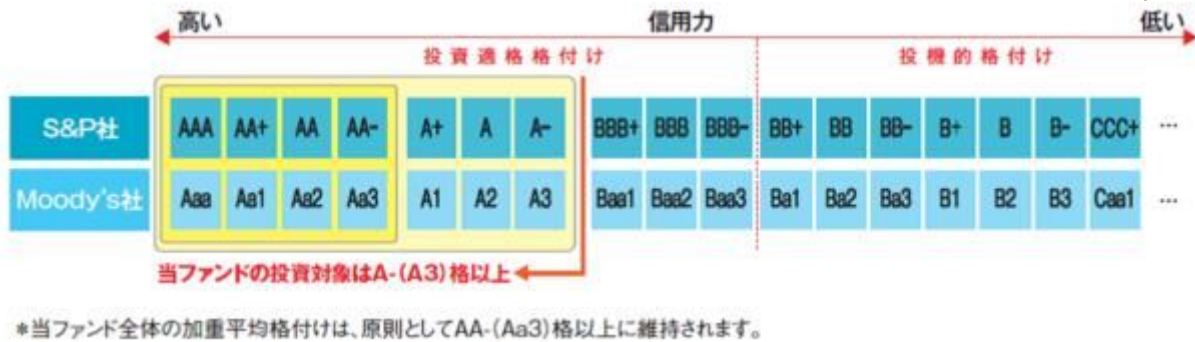 高い 信用力 低い
投資適格格付け 投機的格付け
S&P社 AAA AA+ AA AA- A+ A A- BBB+ BBB BBB- BB+ BB BB- B+ B B- CCC+ …
Moody's社 Aaa Aa1 Aa2 Aa3 A1 A2 A3 Baa1 Baa2 Baa3 Ba1 Ba2 Ba3 B1 B2 B3 Caa1 …
当ファンドの投資対象はA-(A3)格以上
*当ファンド全体の加重平均格付けは、原則としてAA-(Aa3)格以上に維持されます。